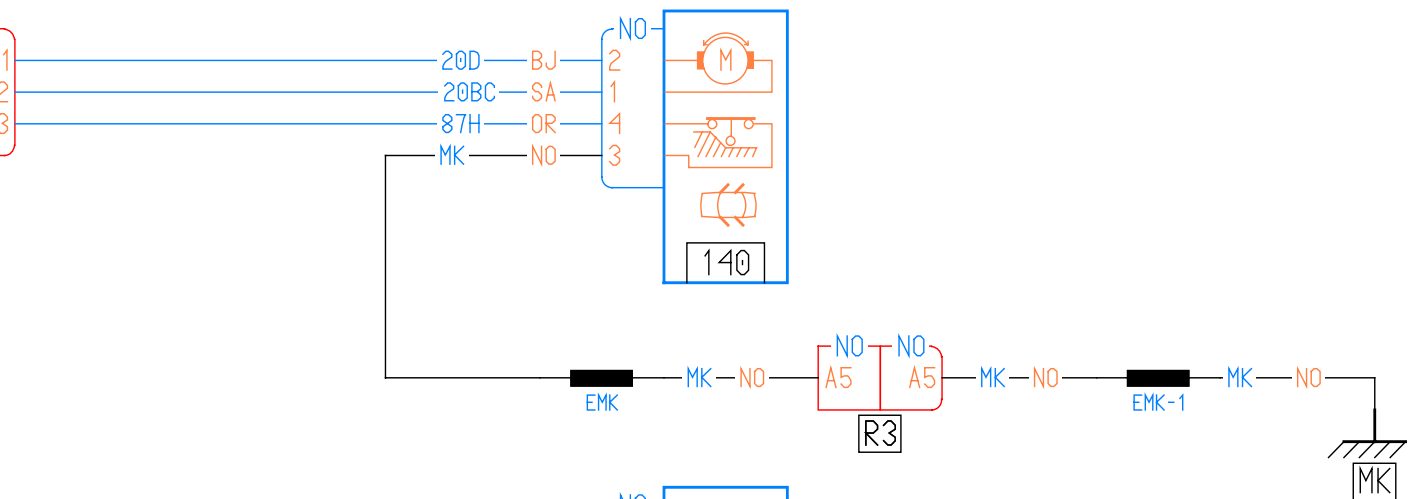 NO
1 20D BJ 2 M
2 20BC SA 1
3 87H OR 4
MK NO 3
140
NO NO
MK NO A5 A5 MK NO MK NO
EMK EMK-1
R3
MK
NO